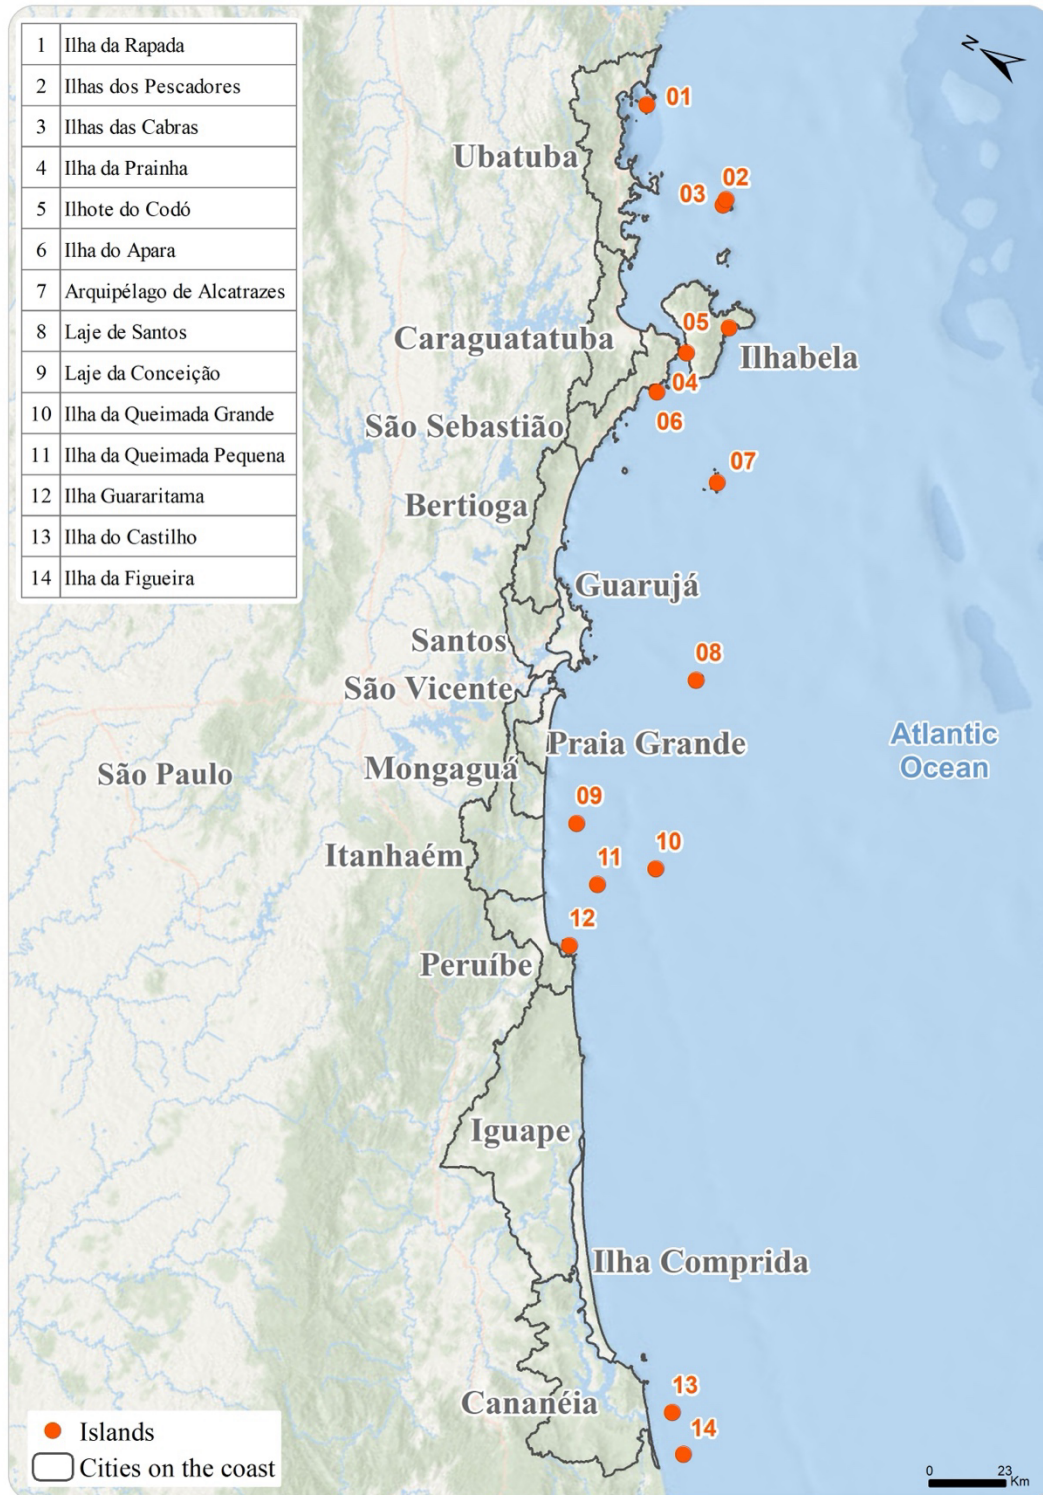 1 Ilha da Rapada
2 Ilhas dos Pescadores
3 Ilhas das Cabras
4 Ilha da Prainha
5 Ilhote do Codó
6 Ilha do Apara
7 Arquipélago de Alcatrazes
8 Laje de Santos
9 Laje da Conceição
10 Ilha da Queimada Grande
11 Ilha da Queimada Pequena
12 Ilha Guararitama
13 Ilha do Castilho
14 Ilha da Figueira
N
01
Ubatuba
02
03
05
Caraguatatuba
Ilhabela
04
06
São Sebastião
07
Bertioga
Guarujá
Santos
08
São Vicente
Praia Grande
Atlantic
Ocean
Mongaguá
São Paulo
09
Itanhaém
10
11
12
Peruíbe
Iguape
Ilha Comprida
13
Cananéia
14
Islands
Cities on the coast
0 23
Km